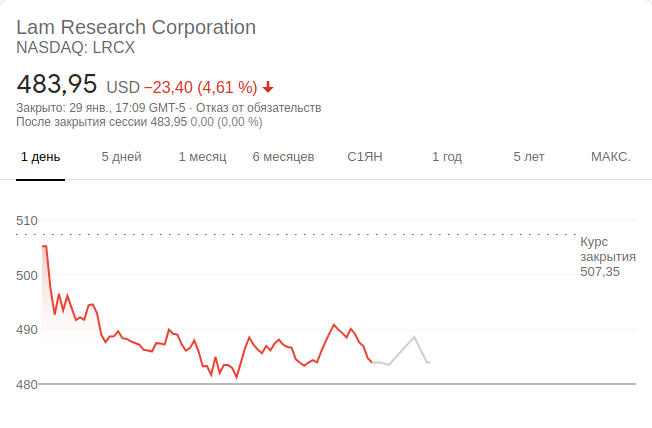 Lam Research Corporation
NASDAQ: LRCX
483,95 USD −23,40 (4,61 %)
Закрыто: 29 янв., 17:09 GMT-5 · Отказ от обязательств
После закрытия сессии 483,95 0,00 (0,00 %)
1 день 5 дней 1 месяц 6 месяцев С1ЯН 1 год 5 лет МАКС.
510
Курс
закрытия
507,35
500
490
480